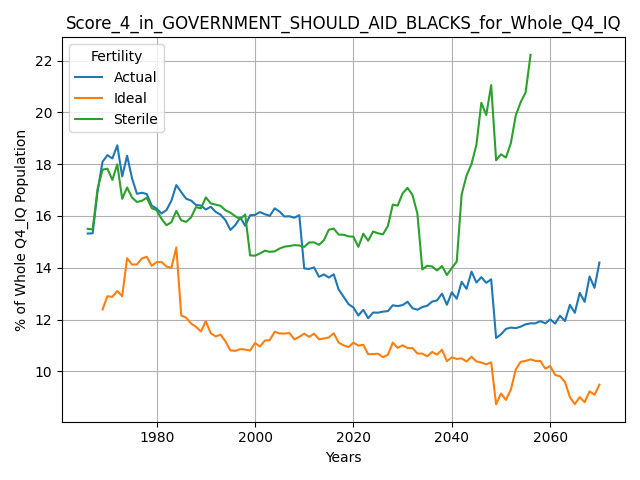 Score_4_in_GOVERNMENT_SHOULD_AID_BLACKS_for_Whole_Q4_IQ
Fertility
Actual
Ideal
Sterile
% of Whole Q4_IQ Population
22
20
18
16
14
12
10
1980
2000
2020
2040
2060
Years